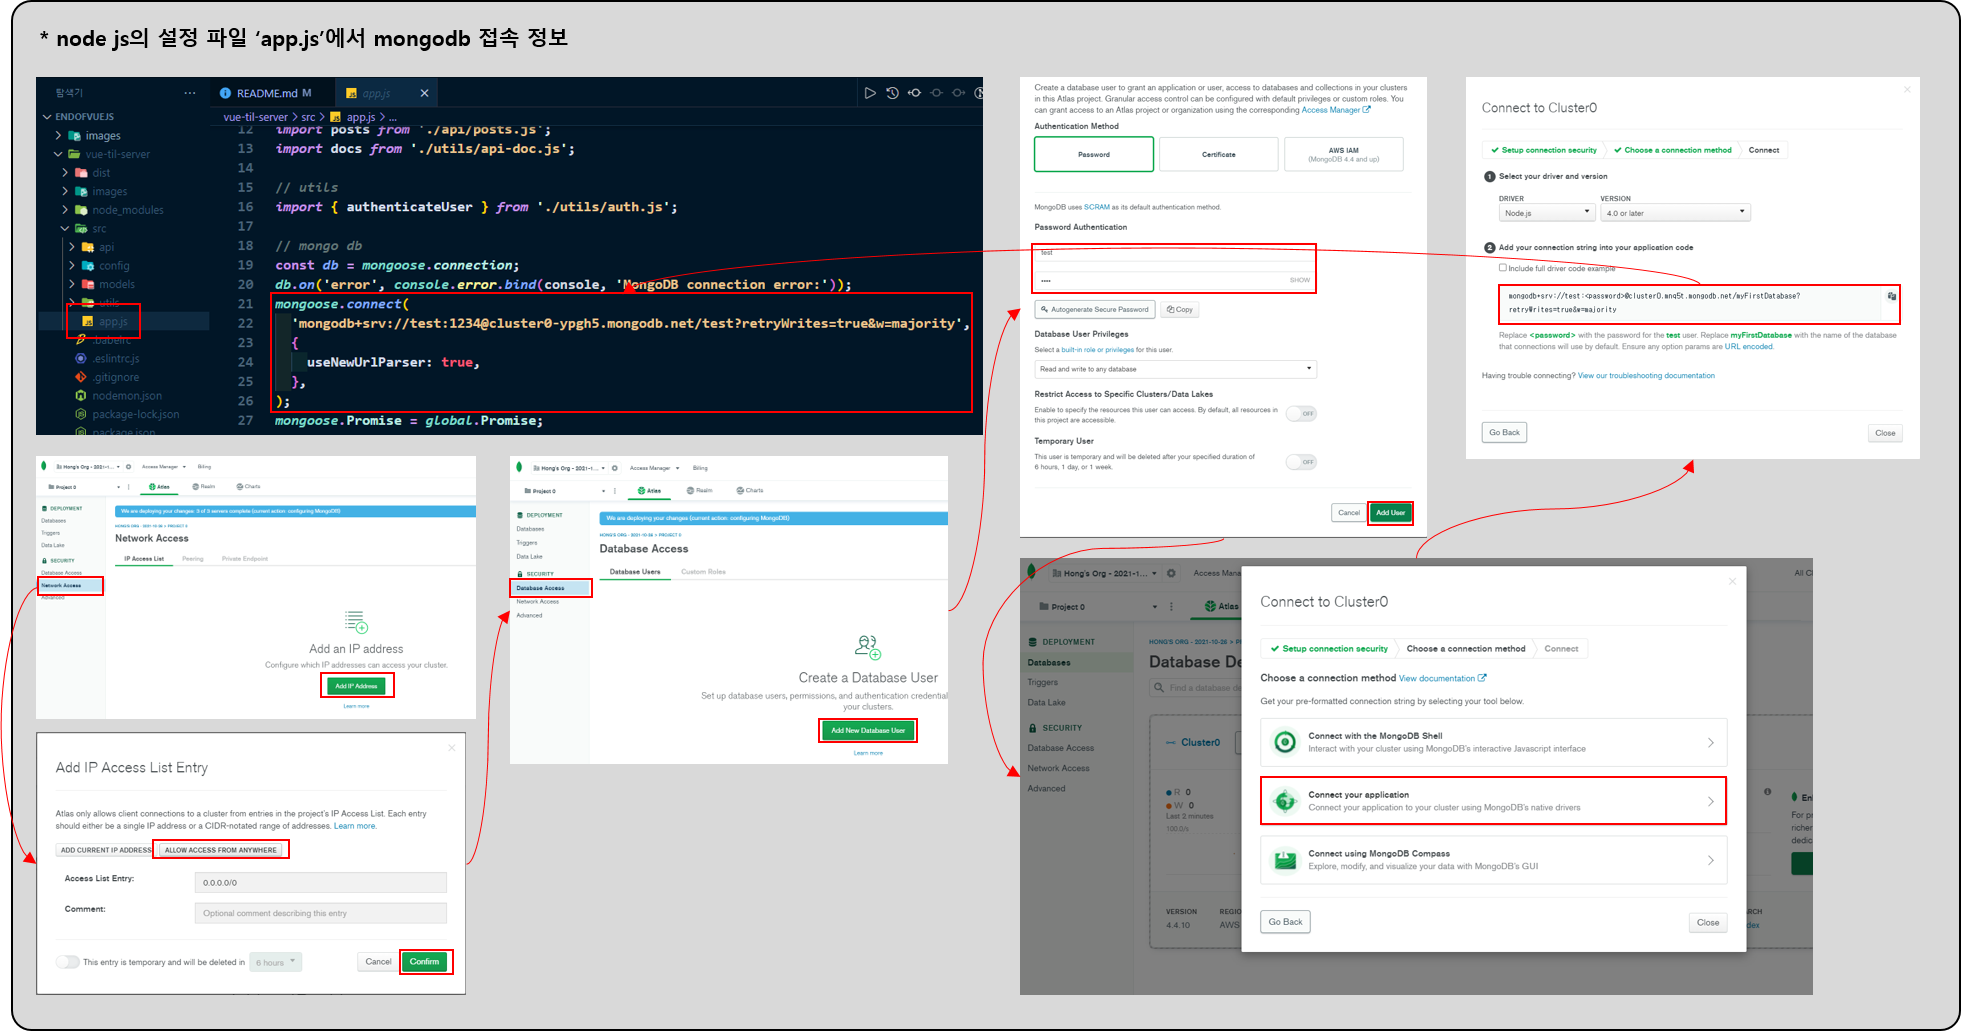 * node js의 설정 파일 ‘app.js’에서 mongodb 접속 정보
탐색기
ENDOFVUEJS
images
vue-til-server
dist
images
node_modules
src
api
config
models
utils
app.js
.babelrc
.eslintrc.js
.gitignore
nodemon.json
package-lock.json
package.json
README.md M
app.js
vue-til-server > src > app.js > ...
12 import posts from './api/posts.js';
13 import docs from './utils/api-doc.js';
14
15 // utils
16 import { authenticateUser } from './utils/auth.js';
17
18 // mongo db
19 const db = mongoose.connection;
20 db.on('error', console.error.bind(console, 'MongoDB connection error:'));
21 mongoose.connect(
22 'mongodb+srv://test:1234@cluster0-ypgh5.mongodb.net/test?retryWrites=true&w=majority',
23 {
24 useNewUrlParser: true,
25 },
26 );
27 mongoose.Promise = global.Promise;
Hong's Org - 2021-1...
Access Manager
Billing
Project 0
Atlas
Realm
Charts
DEPLOYMENT
Databases
Triggers
Data Lake
SECURITY
Database Access
Network Access
Advanced
We are deploying your changes: 3 of 3 servers complete (current action: configuring MongoDB)
HONG'S ORG - 2021-10-26 > PROJECT 0
Network Access
IP Access List
Peering
Private Endpoint
Add an IP address
Configure which IP addresses can access your cluster.
Add IP Address
Learn more
Add IP Access List Entry
Atlas only allows client connections to a cluster from entries in the project's IP Access List. Each entry
should either be a single IP address or a CIDR-notated range of addresses. Learn more.
ADD CURRENT IP ADDRESS
ALLOW ACCESS FROM ANYWHERE
Access List Entry:
0.0.0.0/0
Comment:
Optional comment describing this entry
This entry is temporary and will be deleted in
6 hours
Cancel
Confirm
Hong's Org - 2021-1...
Access Manager
Billing
Project 0
Atlas
Realm
Charts
DEPLOYMENT
Databases
Triggers
Data Lake
SECURITY
Database Access
Network Access
Advanced
We are deploying your changes (current action: configuring MongoDB)
HONG'S ORG - 2021-10-26 > PROJECT 0
Database Access
Database Users
Custom Roles
Create a Database User
Set up database users, permissions, and authentication credential
your clusters.
Add New Database User
Learn more
Create a database user to grant an application or user, access to databases and collections in your clusters
in this Atlas project. Granular access control can be configured with default privileges or custom roles. You
can grant access to an Atlas project or organization using the corresponding Access Manager
Authentication Method
Password
Certificate
AWS IAM
(MongoDB 4.4 and up)
MongoDB uses SCRAM as its default authentication method.
Password Authentication
test
••••
SHOW
Autogenerate Secure Password
Copy
Database User Privileges
Select a built-in role or privileges for this user.
Read and write to any database
Restrict Access to Specific Clusters/Data Lakes
Enable to specify the resources this user can access. By default, all resources in
this project are accessible.
OFF
Temporary User
This user is temporary and will be deleted after your specified duration of
6 hours, 1 day, or 1 week.
OFF
Cancel
Add User
Connect to Cluster0
Setup connection security
Choose a connection method
Connect
1 Select your driver and version
DRIVER
VERSION
Node.js
4.0 or later
2 Add your connection string into your application code
Include full driver code example
mongodb+srv://test:<password>@cluster0.mnq5t.mongodb.net/myFirstDatabase?
retryWrites=true&w=majority
Replace <password> with the password for the test user. Replace myFirstDatabase with the name of the database
that connections will use by default. Ensure any option params are URL encoded.
Having trouble connecting? View our troubleshooting documentation
Go Back
Close
Hong's Org - 2021-1...
Access Mana
All Cl
Project 0
Atlas
DEPLOYMENT
Databases
Triggers
Data Lake
SECURITY
Database Access
Network Access
Advanced
HONG'S ORG - 2021-10-26 > P
Database De
Find a database de
Cluster0
R 0
W 0
Last 2 minutes
100.0/s
VERSION
REGIO
4.4.10
AWS
Connect to Cluster0
Setup connection security
Choose a connection method
Connect
Choose a connection method View documentation
Get your pre-formatted connection string by selecting your tool below.
Connect with the MongoDB Shell
Interact with your cluster using MongoDB's interactive Javascript interface
Connect your application
Connect your application to your cluster using MongoDB's native drivers
Connect using MongoDB Compass
Explore, modify, and visualize your data with MongoDB's GUI
Go Back
Close
En
For pr
richer
dedic
RCH
dex